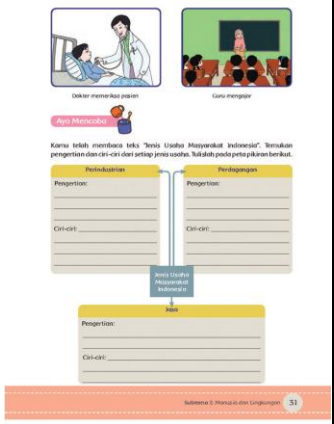 Dokter memeriksa pasien
Guru mengajar
Ayo Mencoba
Kamu telah membaca teks "Jenis Usaha Masyarakat Indonesia". Temukan
pengertian dan ciri-ciri dari setiap jenis usaha. Tulislah pada peta pikiran berikut.
Perindustrian
Pengertian:
Ciri-ciri:
Perdagangan
Pengertian:
Ciri-ciri:
Jenis Usaha
Masyarakat
Indonesia
Jasa
Pengertian:
Ciri-ciri:
Subtema 2: Manusia dan Lingkungan 51